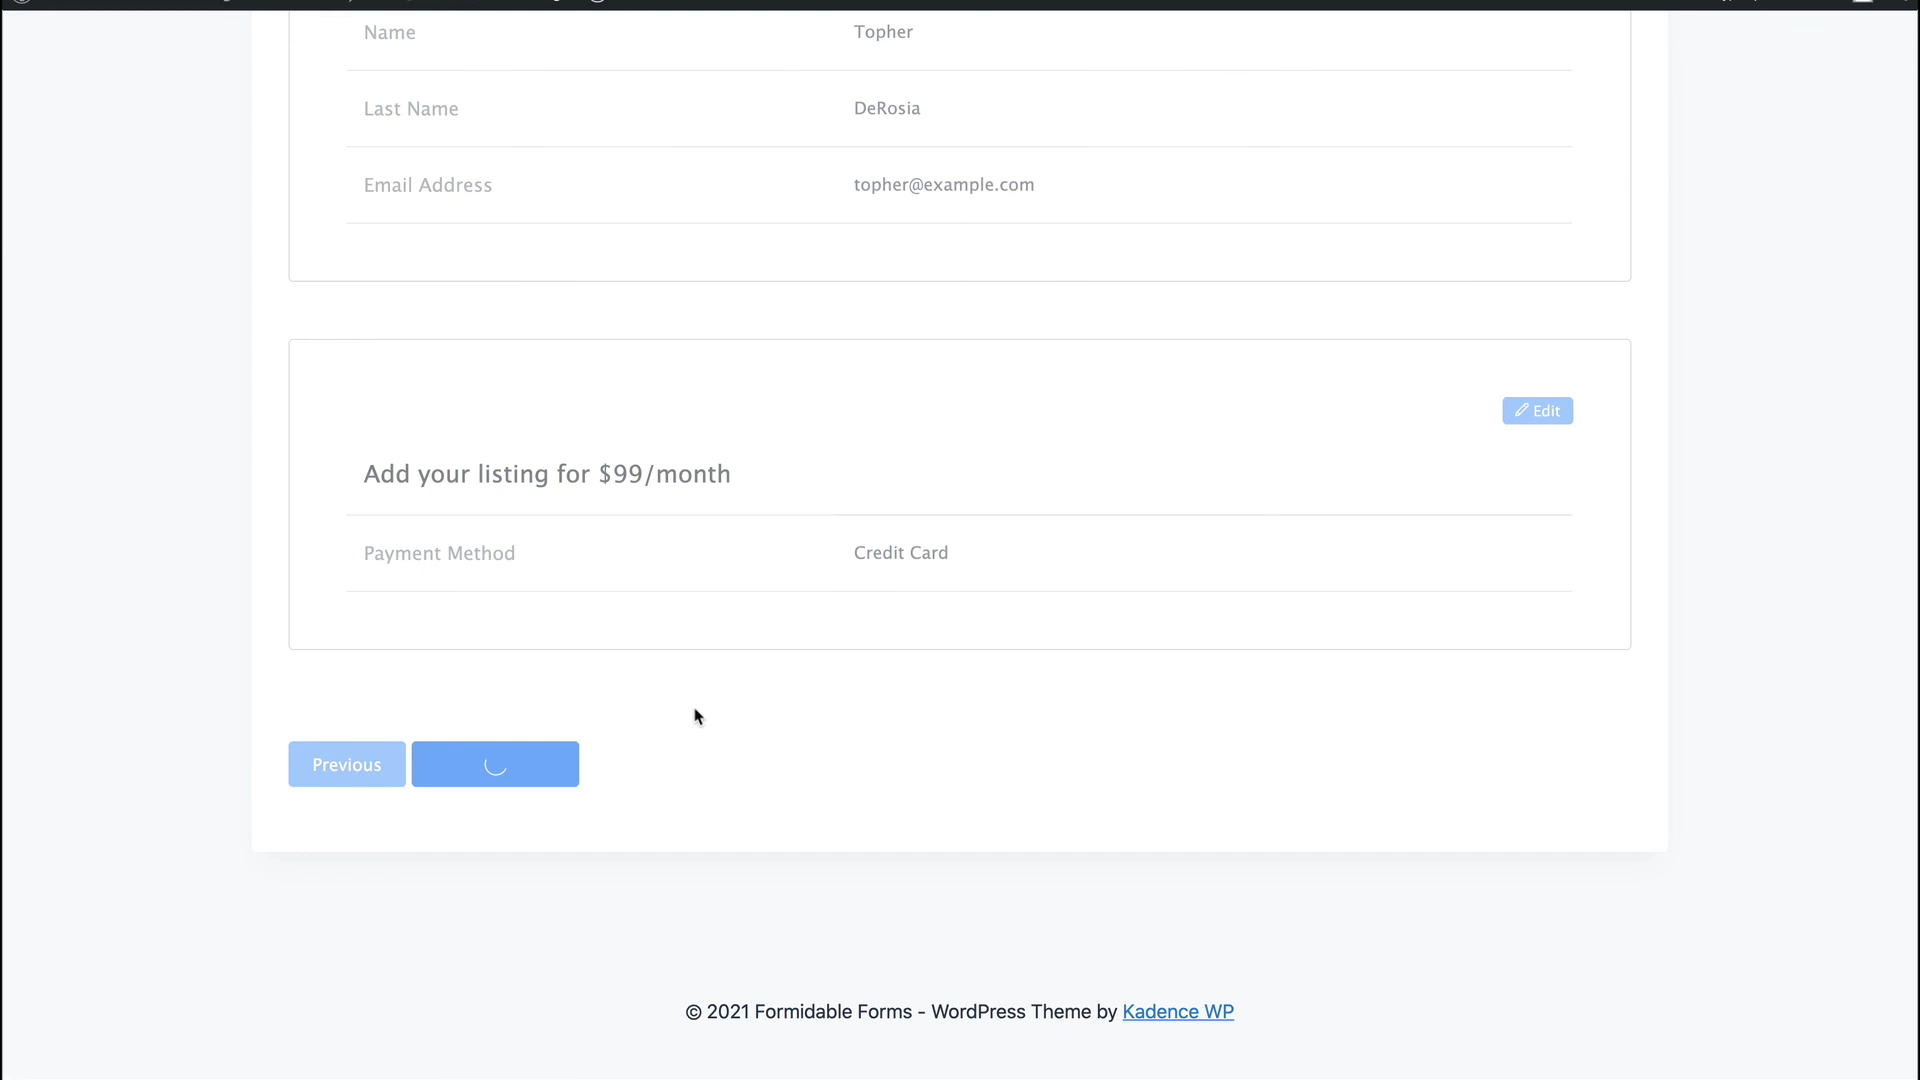 Name Topher
Last Name DeRosia
Email Address topher@example.com
Edit
Add your listing for $99/month
Payment Method Credit Card
Previous
© 2021 Formidable Forms - WordPress Theme by Kadence WP